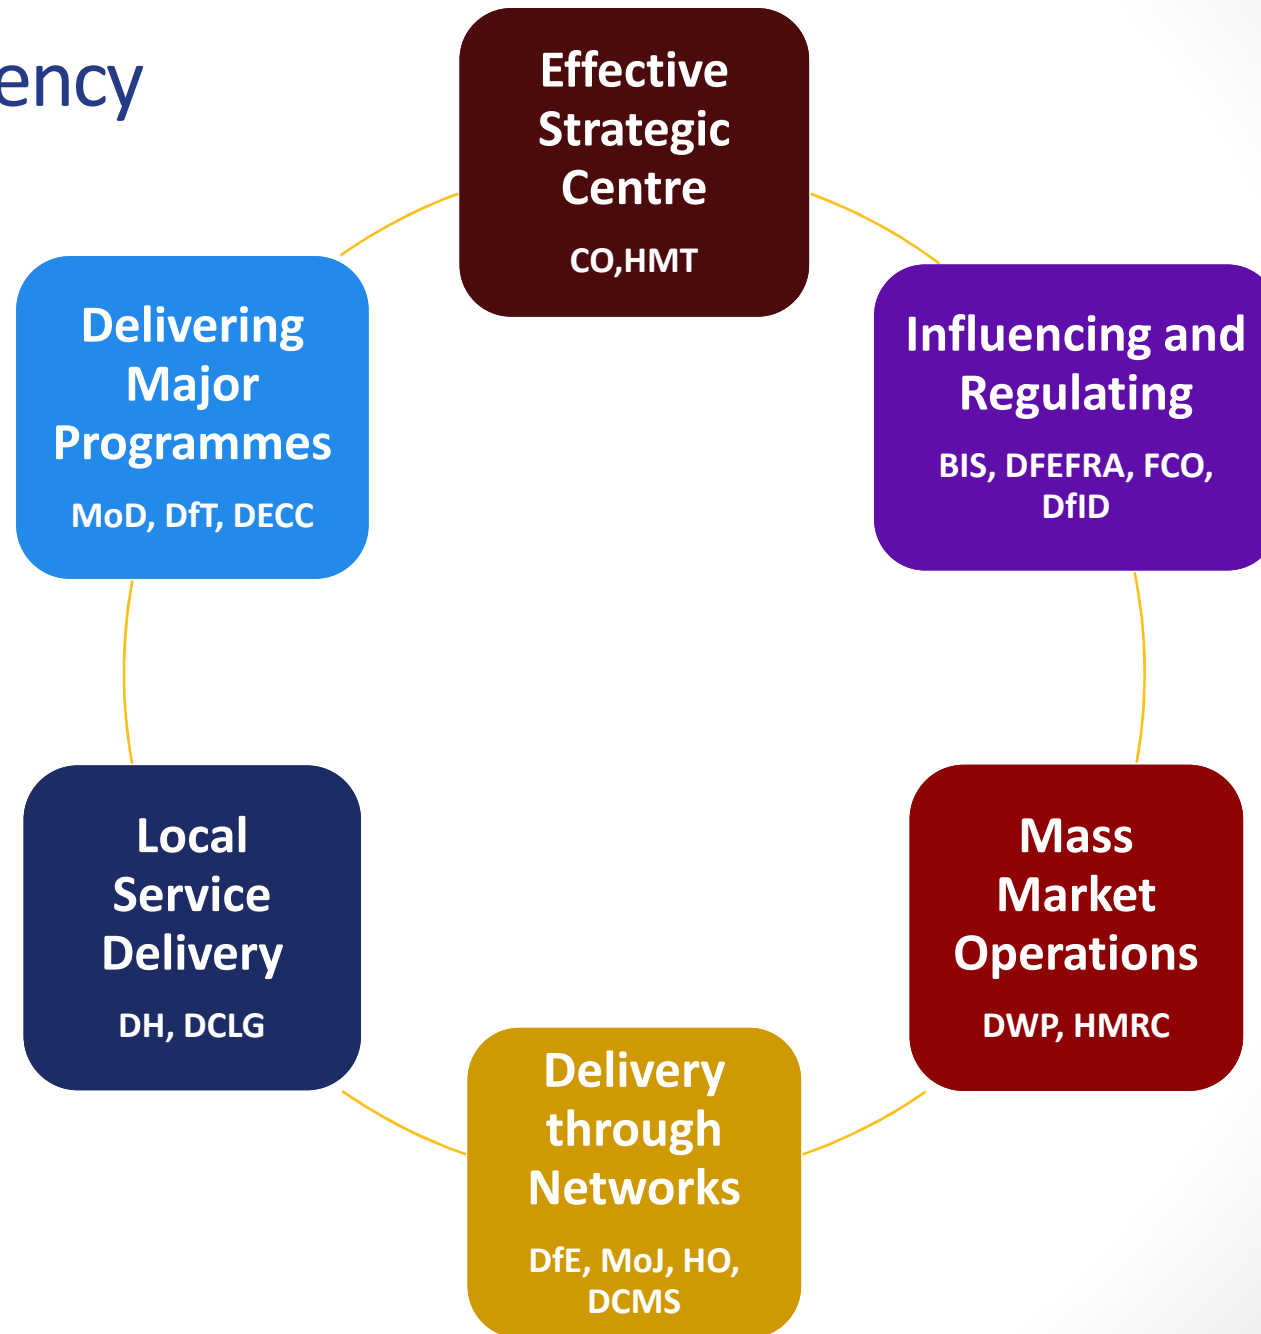 ency
Effective
Strategic
Centre
CO,HMT
Influencing and
Regulating
BIS, DFEFRA, FCO,
DfID
Mass
Market
Operations
DWP, HMRC
Delivery
through
Networks
DfE, MoJ, HO,
DCMS
Local
Service
Delivery
DH, DCLG
Delivering
Major
Programmes
MoD, DfT, DECC